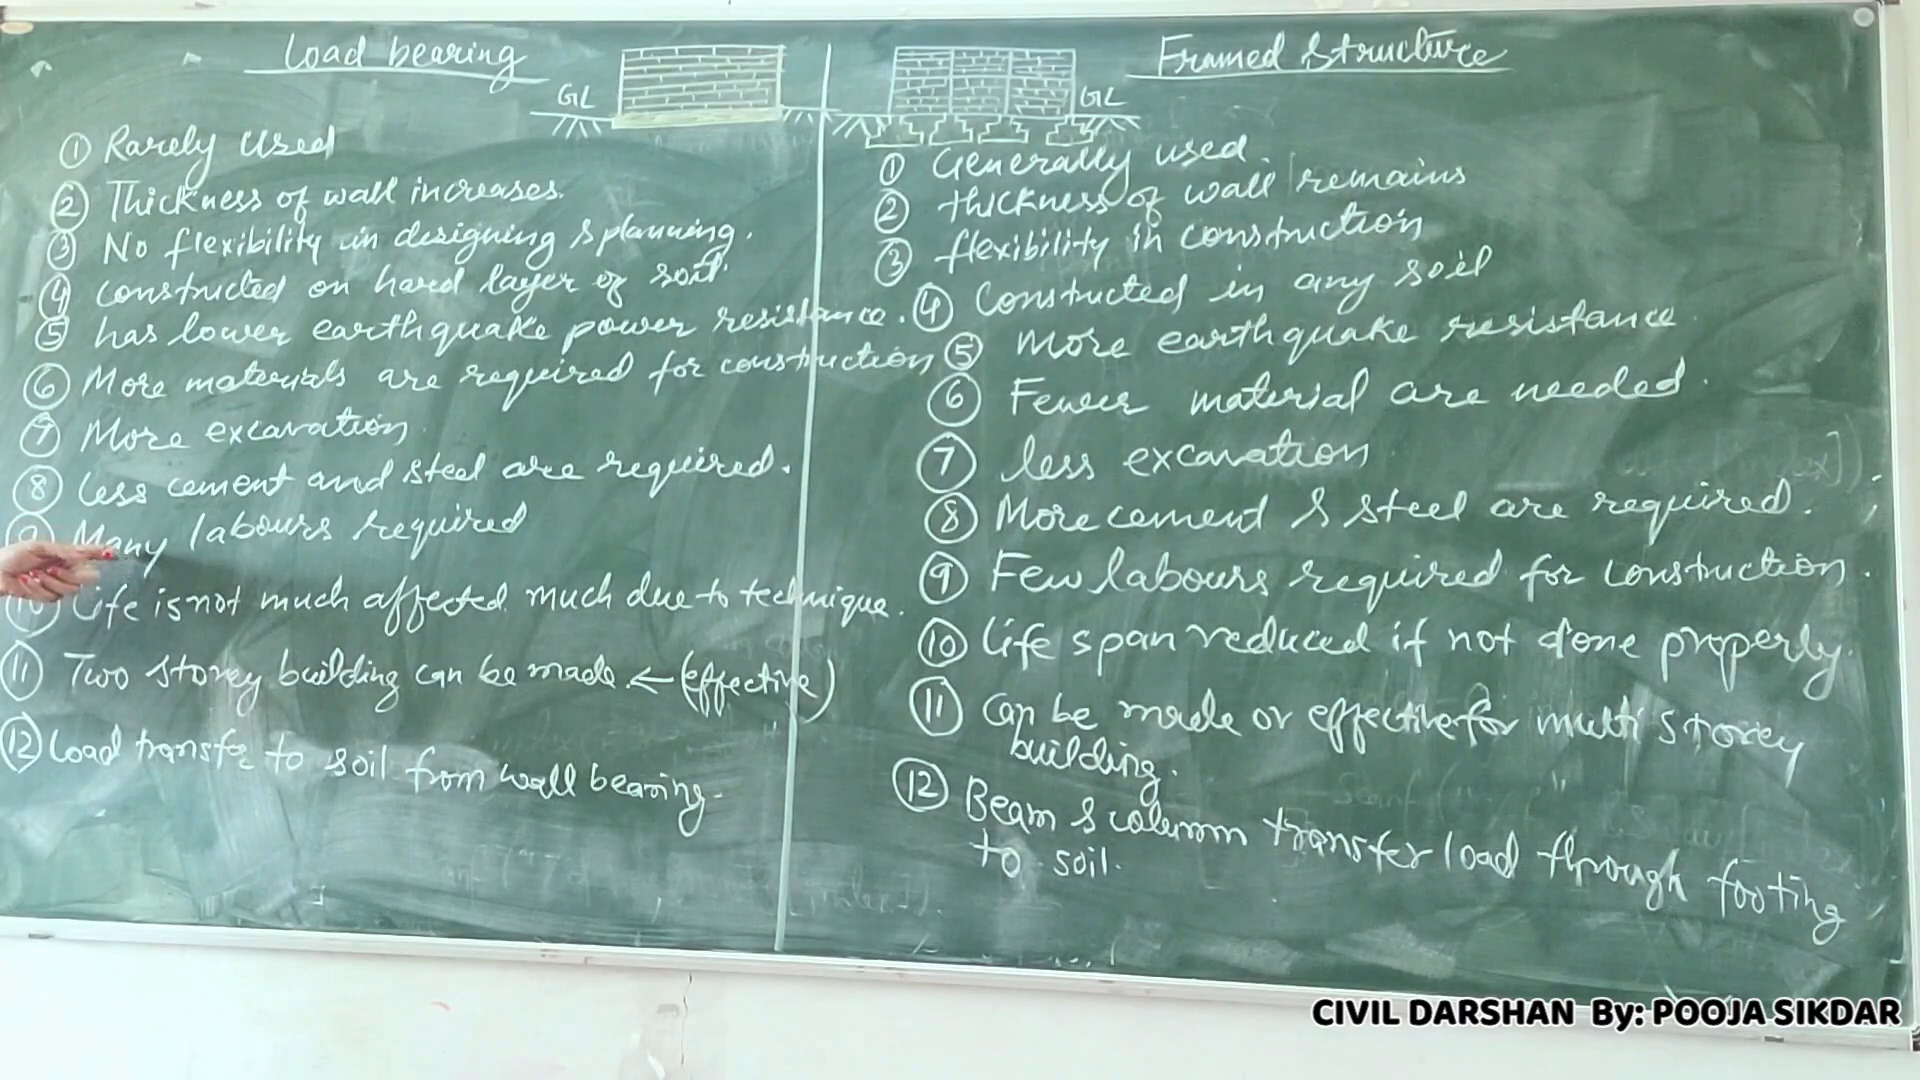 Load bearing
GL
① Rarely Used
② Thickness of wall increases.
③ No flexibility in designing & planning.
④ constructed on hard layer of soil.
⑤ has lower earthquake power resistance.
⑥ More materials are required for construction
⑦ More excavation
⑧ Less cement and steel are required.
Many labours required
⑩ Life is not much affected much due to technique.
⑪ Two storey building can be made. ← (effective)
⑫ Load transfer to soil from wall bearing.
Framed Structure
GL
① Generally used.
② thickness of wall remains
③ flexibility in construction
④ Constructed in any soil
⑤ More earthquake resistance
⑥ Fewer material are needed.
⑦ less excavation
⑧ More cement & steel are required.
⑨ Few labours required for construction.
⑩ Life span reduced if not done properly.
⑪ Can be made or effective for multi storey
building.
⑫ Beam & column transfer load through footing
to soil.
CIVIL DARSHAN By: POOJA SIKDAR